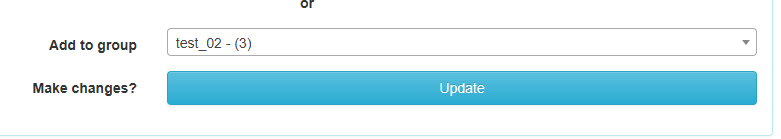 or
Add to group
test_02 - (3)
Make changes?
Update